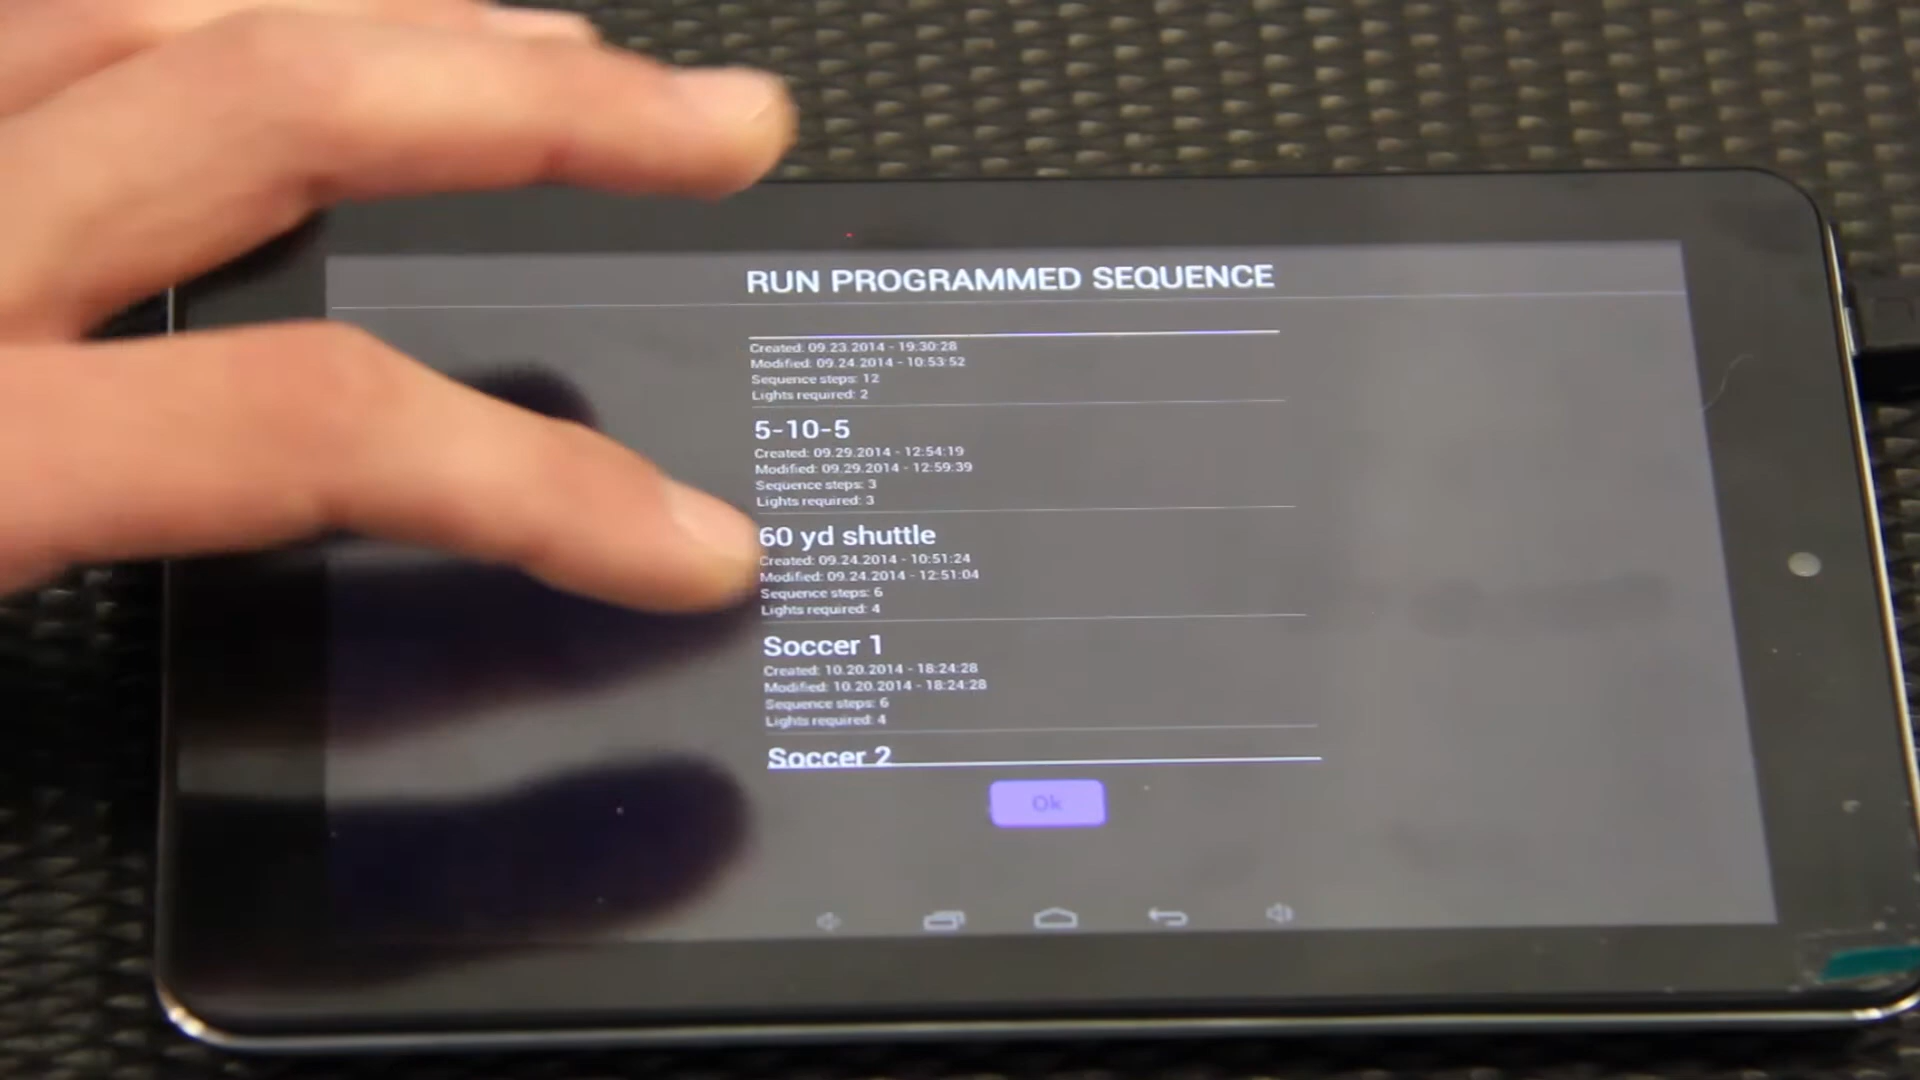 RUN PROGRAMMED SEQUENCE
Created: 09.23.2014 - 19:30:28
Modified: 09.24.2014 - 10:53:52
Sequence steps: 12
Lights required: 2
5-10-5
Created: 09.29.2014 - 12:54:19
Modified: 09.29.2014 - 12:59:39
Sequence steps: 3
Lights required: 3
60 yd shuttle
Created: 09.24.2014 - 10:51:24
Modified: 09.24.2014 - 12:51:04
Sequence steps: 6
Lights required: 4
Soccer 1
Created: 10.20.2014 - 18:24:28
Modified: 10.20.2014 - 18:24:28
Sequence steps: 6
Lights required: 4
Soccer 2
Ok